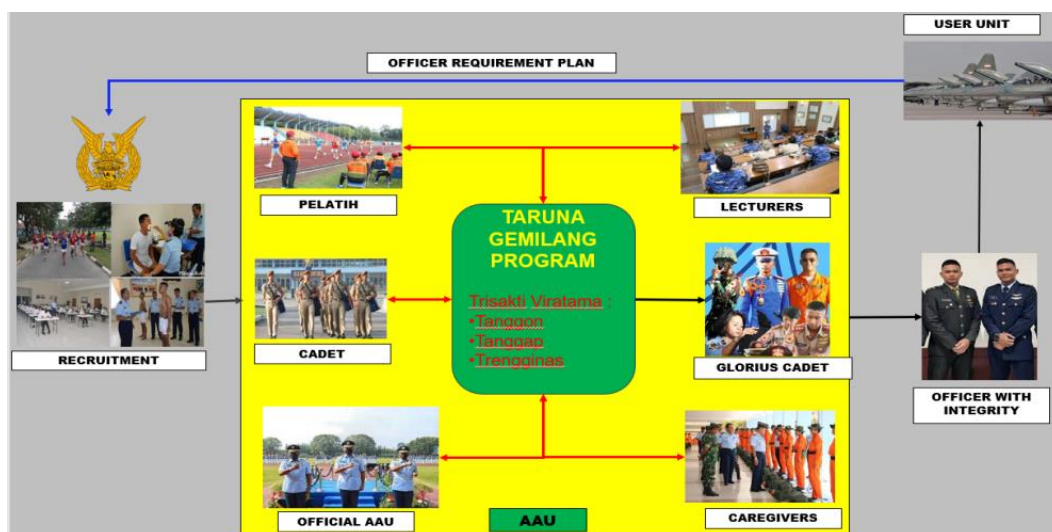 USER UNIT
OFFICER REQUIREMENT PLAN
PELATIH
LECTURERS
TARUNA
GEMILANG
PROGRAM
Trisakti Viratama :
•Tanggon
•Tanggap
•Trengginas
RECRUITMENT
CADET
GLORIUS CADET
OFFICER WITH
INTEGRITY
OFFICIAL AAU
AAU
CAREGIVERS